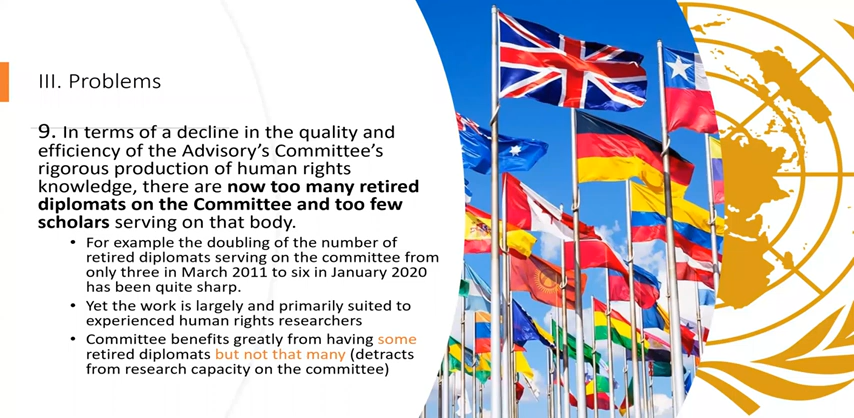 III. Problems
9. In terms of a decline in the quality and
efficiency of the Advisory's Committee's
rigorous production of human rights
knowledge, there are now too many retired
diplomats on the Committee and too few
scholars serving on that body.
• For example the doubling of the number of
retired diplomats serving on the committee from
only three in March 2011 to six in January 2020
has been quite sharp.
• Yet the work is largely and primarily suited to
experienced human rights researchers
• Committee benefits greatly from having some
retired diplomats but not that many (detracts
from research capacity on the committee)